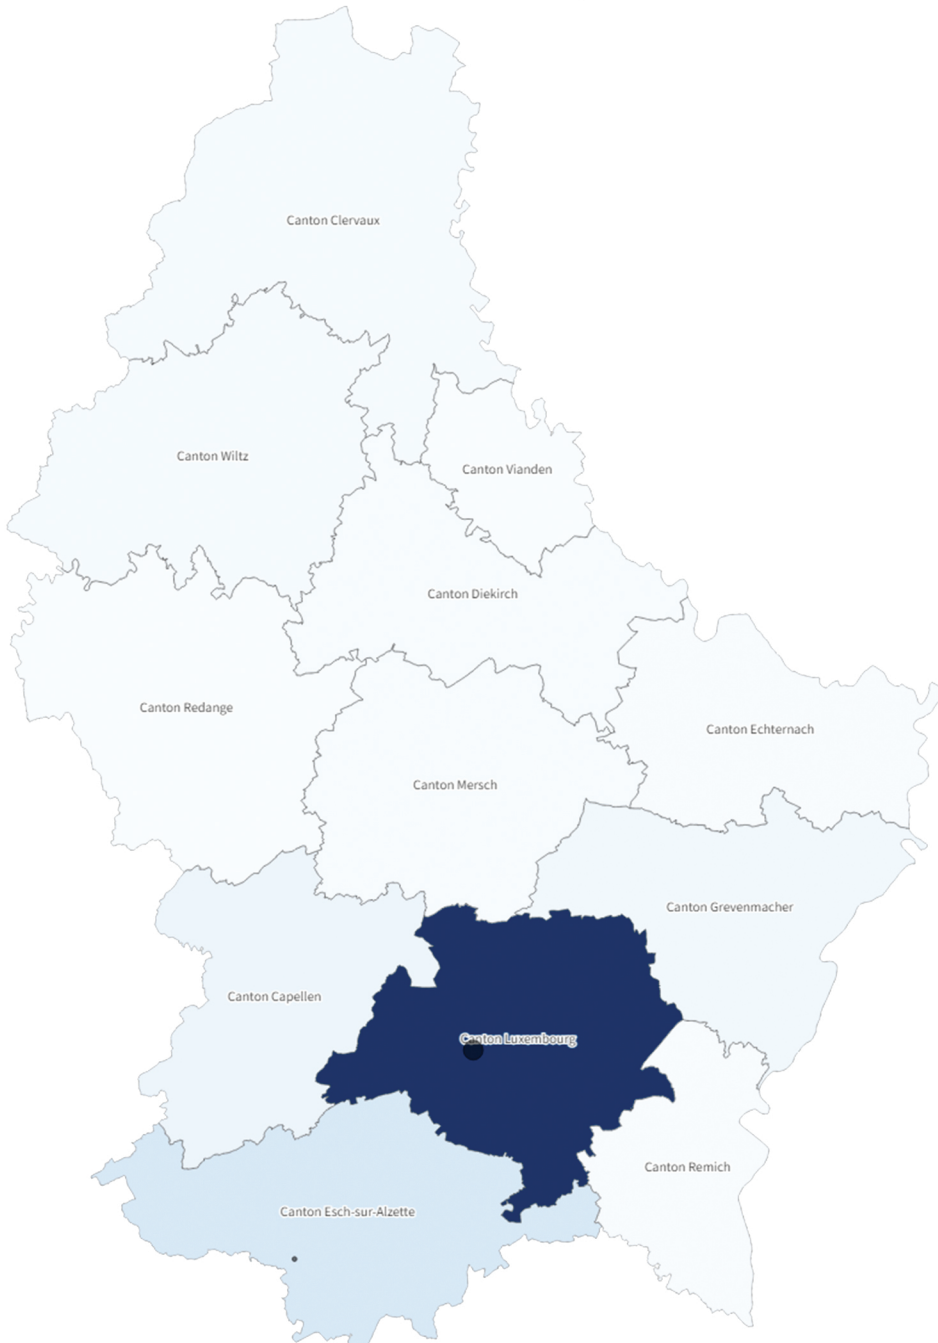 Canton Clervaux
Canton Wiltz
Canton Vianden
Canton Diekirch
Canton Redange
Canton Echternach
Canton Mersch
Canton Grevenmacher
Canton Capellen
Canton Luxembourg
Canton Remich
Canton Esch-sur-Alzette